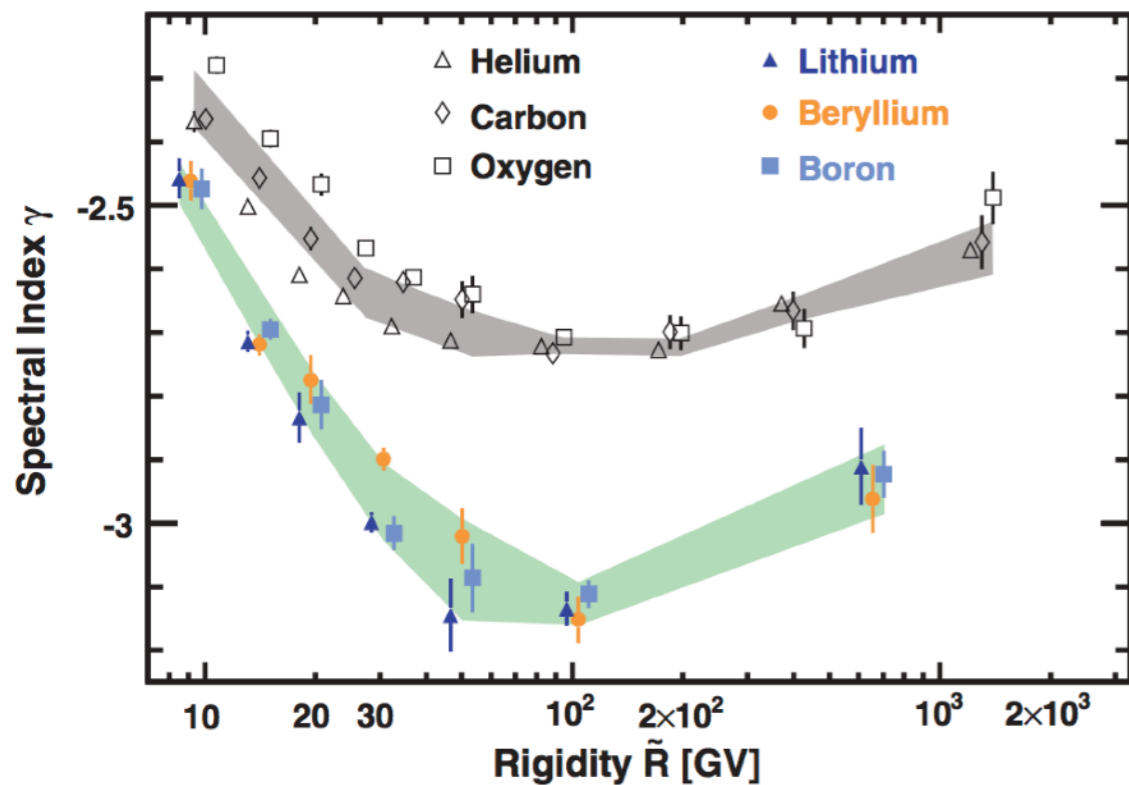 Helium
Lithium
Carbon
Beryllium
Oxygen
Boron
Spectral Index γ
-2.5
-3
10
20
30
10²
2×10²
10³
2×10³
Rigidity R̃ [GV]